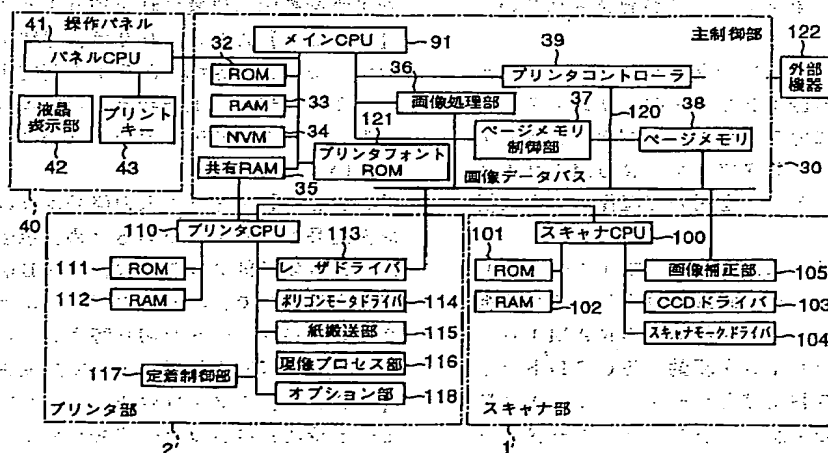 41
操作パネル
パネルCPU
液晶
表示部
42
プリント
キー
43
40
メインCPU
91
主制御部
32
ROM
RAM
33
NVM
34
共有RAM
35
121
プリンタフォント
ROM
36
画像処理部
39
プリンタコントローラ
37
ページメモリ
制御部
120
38
ページメモリ
画像データバス
30
122
外部
機器
110
プリンタCPU
111
ROM
112
RAM
113
レーザドライバ
ポリゴンモータドライバ
114
紙搬送部
115
現像プロセス部
116
117
定着制御部
オプション部
118
プリンタ部
2
スキャナCPU
100
101
ROM
RAM
102
画像補正部
105
CCDドライバ
103
スキャナモータドライバ
104
スキャナ部
1